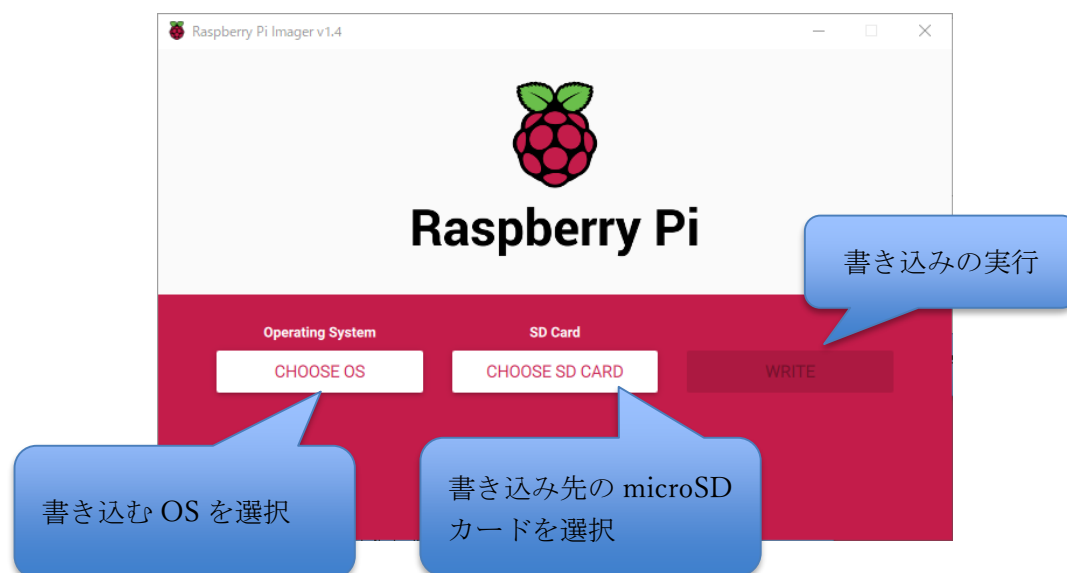 Raspberry Pi Imager v1.4
Raspberry Pi
書き込みの実行
Operating System
SD Card
CHOOSE OS
CHOOSE SD CARD
WRITE
書き込む OS を選択
書き込み先の microSD
カードを選択